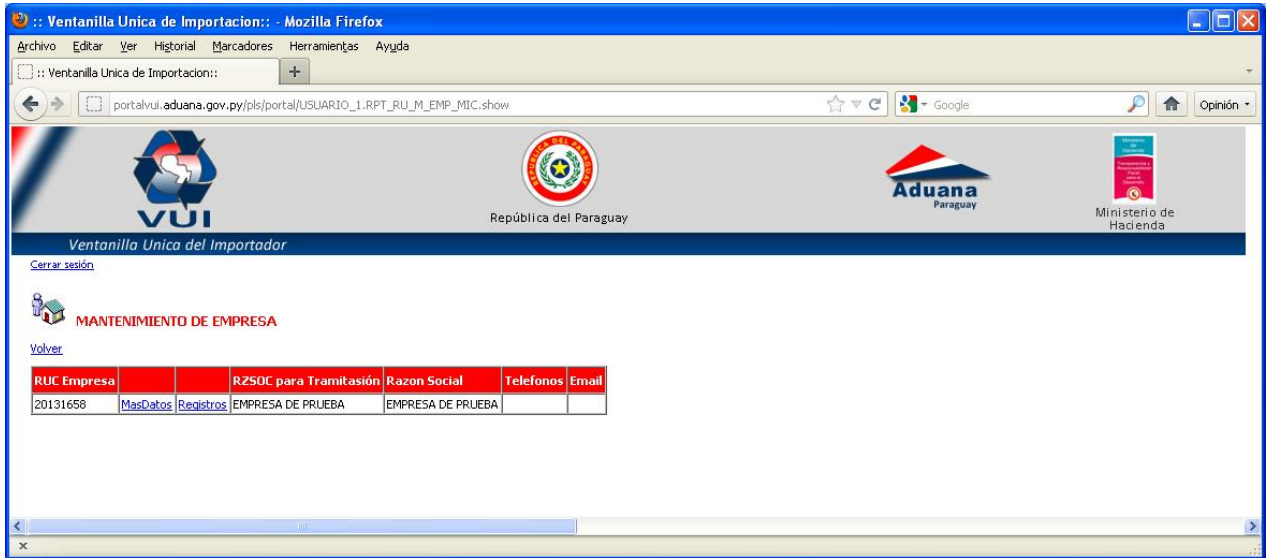 :: Ventanilla Unica de Importacion:: - Mozilla Firefox
Archivo Editar Ver Historial Marcadores Herramientas Ayuda
:: Ventanilla Unica de Importacion::
portalvui.aduana.gov.py/pls/portal/USUARIO_1.RPT_RU_M_EMP_MIC.show Google Opinión
VUI
República del Paraguay
Aduana
Paraguay
Ministerio de
Hacienda
Ventanilla Unica del Importador
Cerrar sesión
MANTENIMIENTO DE EMPRESA
Volver
RUC Empresa RZSOC para Tramitasión Razon Social Telefonos Email
20131658 MasDatos Registros EMPRESA DE PRUEBA EMPRESA DE PRUEBA